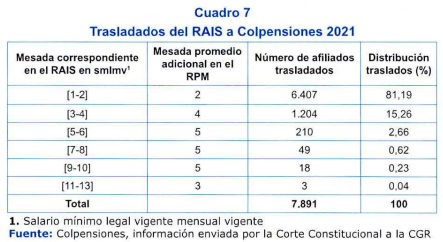 Cuadro 7
Trasladados del RAIS a Colpensiones 2021
Mesada correspondiente en el RAIS en smlmv¹ | Mesada promedio adicional en el RPM | Número de afiliados trasladados | Distribución traslados (%)
[1-2] 2 6.407 81,19
[3-4] 4 1.204 15,26
[5-6] 5 210 2,66
[7-8] 5 49 0,62
[9-10] 5 18 0,23
[11-13] 3 3 0,04
Total 7.891 100
1. Salario mínimo legal vigente mensual vigente
Fuente: Colpensiones, información enviada por la Corte Constitucional a la CGR